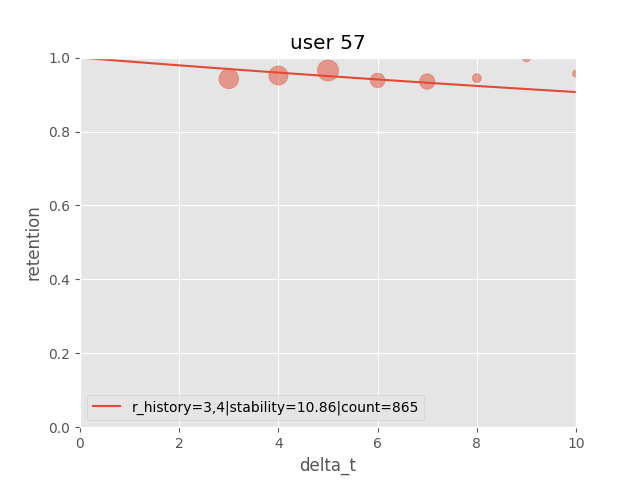 user 57
retention
1.0
0.8
0.6
0.4
0.2
0.0
r_history=3,4|stability=10.86|count=865
0 2 4 6 8 10
delta_t